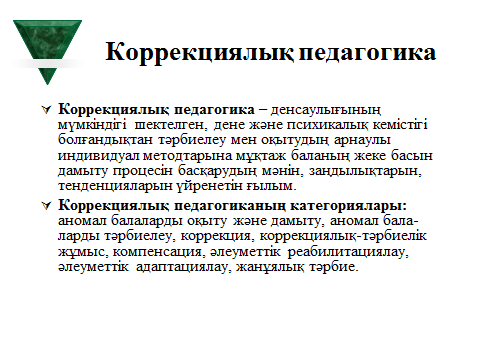 Коррекциялық педагогика
Коррекциялық педагогика – денсаулығының
мүмкіндігі шектелген, дене және психикалық кемістігі
болғандықтан тәрбиелеу мен оқытудың арнаулы
индивидуал методтарына мұқтаж баланың жеке басын
дамыту процесін басқарудың мәнін, заңдылықтарын,
тенденцияларын үйренетін ғылым.
Коррекциялық педагогиканың категориялары:
аномал балаларды оқыту және дамыту, аномал бала-
ларды тәрбиелеу, коррекция, коррекциялық-тәрбиелік
жұмыс, компенсация, әлеуметтік реабилитациялау,
әлеуметтік адаптациялау, жанұялық тәрбие.